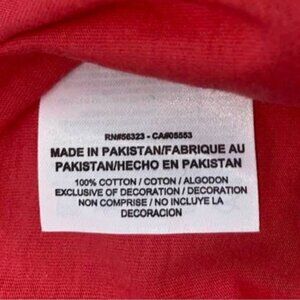 RN#56323 - CA#05553
MADE IN PAKISTAN/FABRIQUE AU
PAKISTAN/HECHO EN PAKISTAN
100% COTTON / COTON / ALGODON
EXCLUSIVE OF DECORATION / DECORATION
NON COMPRISE / NO INCLUYE LA
DECORACION